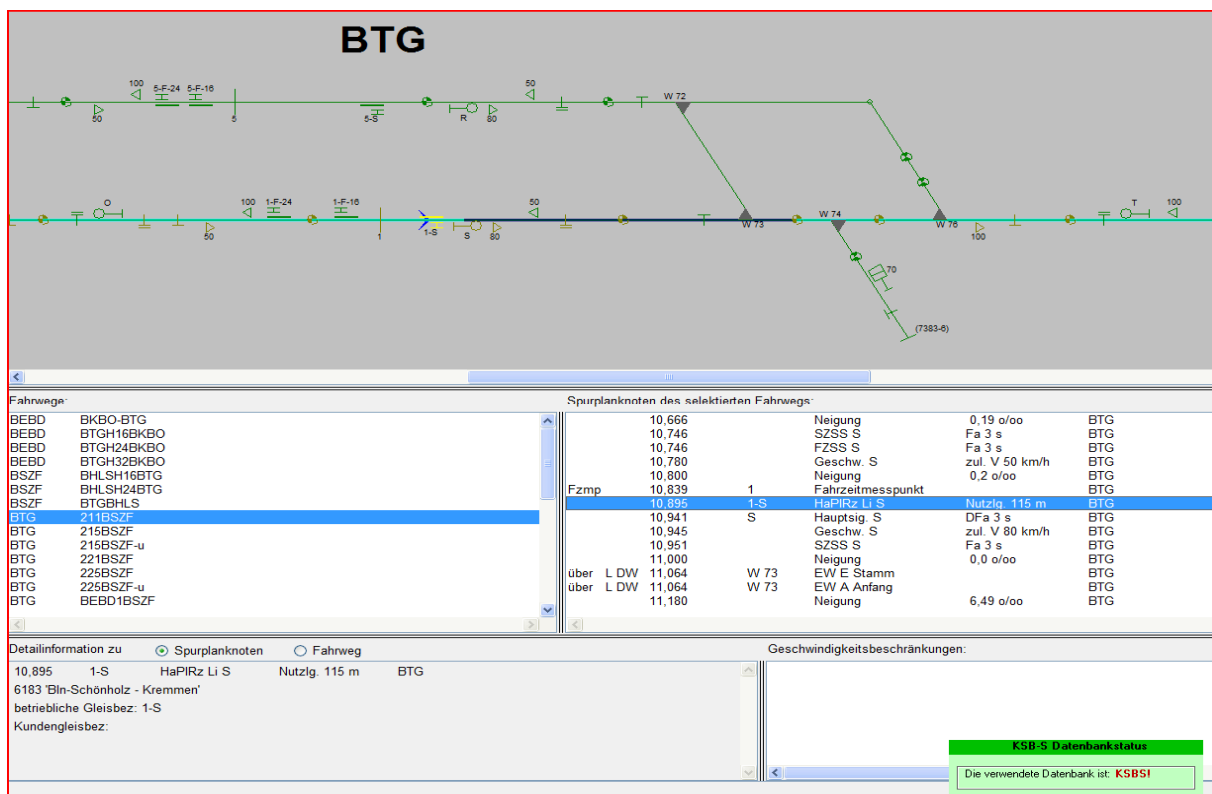 BTG
100 5-F-24 5-F-16 50 W 72
50 5 5-S R 80
O 100 1-F-24 1-F-16 50 W 74 T 100
50 1 1-S S 80 W 73 W 76 100
70
(7383-6)
Fahrwege: Spurplanknoten des selektierten Fahrwegs:
BEBD BKBO-BTG 10,666 Neigung 0,19 o/oo BTG
BEBD BTGH16BKBO 10,746 SZSS S Fa 3 s BTG
BEBD BTGH24BKBO 10,746 FZSS S Fa 3 s BTG
BEBD BTGH32BKBO 10,780 Geschw. S zul. V 50 km/h BTG
BSZF BHLSH16BTG 10,800 Neigung 0,2 o/oo BTG
BSZF BHLSH24BTG Fzmp 10,839 1 Fahrzeitmesspunkt BTG
BSZF BTGBHLS 10,895 1-S HaPlRz Li S Nutzlg. 115 m BTG
BTG 211BSZF 10,941 S Hauptsig. S DFa 3 s BTG
BTG 215BSZF 10,945 Geschw. S zul. V 80 km/h BTG
BTG 215BSZF-u 10,951 SZSS S Fa 3 s BTG
BTG 221BSZF 11,000 Neigung 0,0 o/oo BTG
BTG 225BSZF über L DW 11,064 W 73 EW E Stamm BTG
BTG 225BSZF-u über L DW 11,064 W 73 EW A Anfang BTG
BTG BEBD1BSZF 11,180 Neigung 6,49 o/oo BTG
Detailinformation zu Spurplanknoten Fahrweg Geschwindigkeitsbeschränkungen:
10,895 1-S HaPlRz Li S Nutzlg. 115 m BTG
6183 'Bln-Schönholz - Kremmen'
betriebliche Gleisbez: 1-S
Kundengleisbez:
KSB-S Datenbankstatus
Die verwendete Datenbank ist: KSBS!